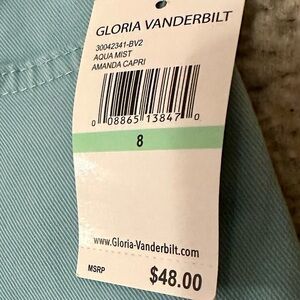 GLORIA VANDERBILT
30042341-BV2
AQUA MIST
AMANDA CAPRI
0 08865 13847 0
8
www.Gloria-Vanderbilt.com
MSRP $48.00